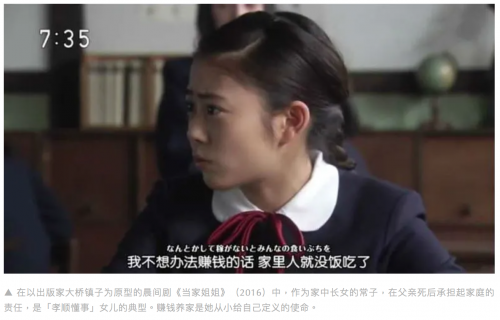 7:35
なんとかして稼がないとみんなの食いぶちを
我不想办法赚钱的话 家里人就没饭吃了
▲ 在以出版家大桥镇子为原型的晨间剧《当家姐姐》（2016）中，作为家中长女的常子，在父亲死后承担起家庭的
责任，是「孝顺懂事」女儿的典型。赚钱养家是她从小给自己定义的使命。